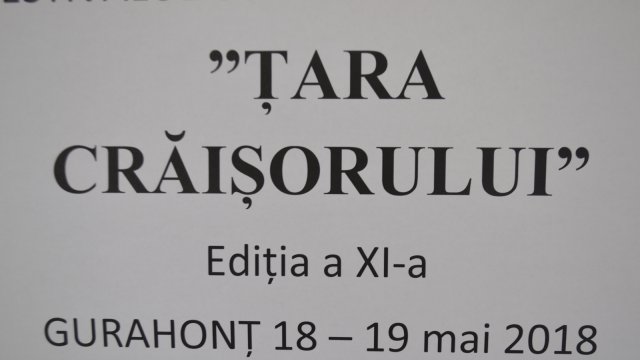 ”ȚARA
CRĂIȘORULUI”
Ediția a XI-a
GURAHONȚ 18 – 19 mai 2018